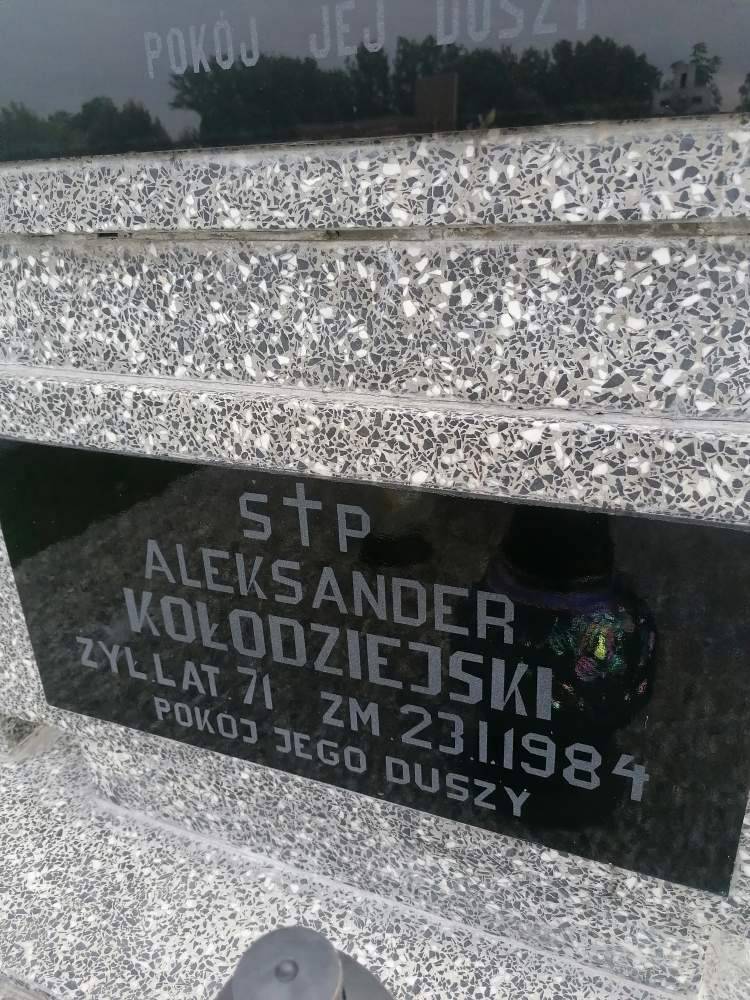 POKÓJ JEJ DUSZY
S✝P
ALEKSANDER
KOŁODZIEJSKI
ŻYŁ.LAT 71 ZM.23.I.1984
POKÓJ JEGO DUSZY